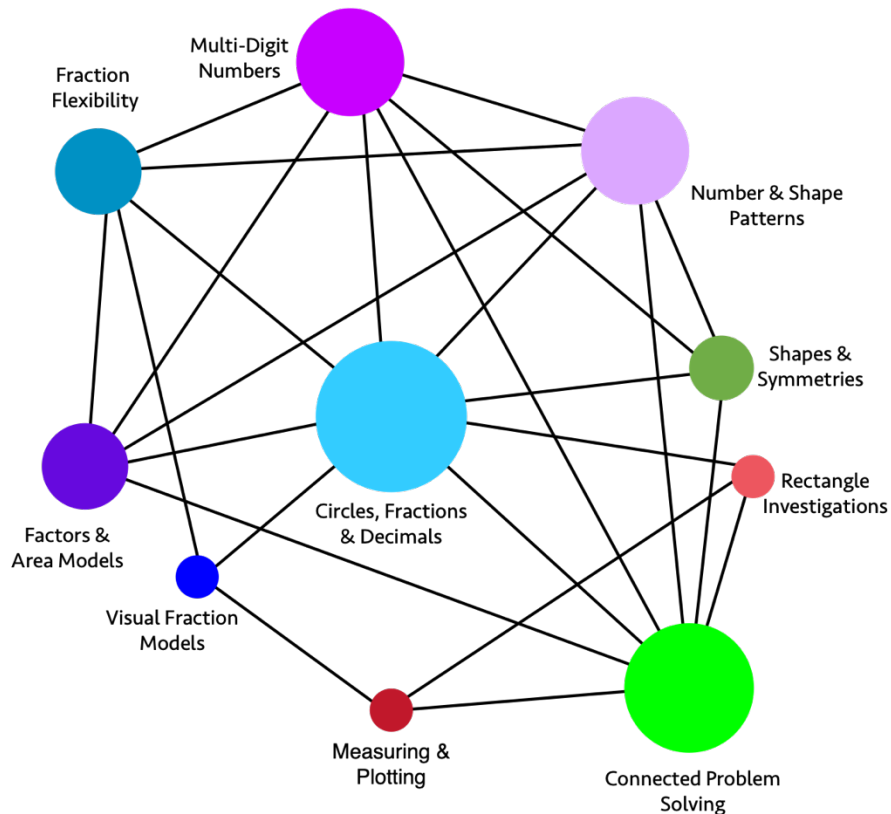 Multi-Digit
Numbers
Fraction
Flexibility
Number & Shape
Patterns
Shapes &
Symmetries
Rectangle
Investigations
Circles, Fractions
& Decimals
Factors &
Area Models
Visual Fraction
Models
Measuring &
Plotting
Connected Problem
Solving